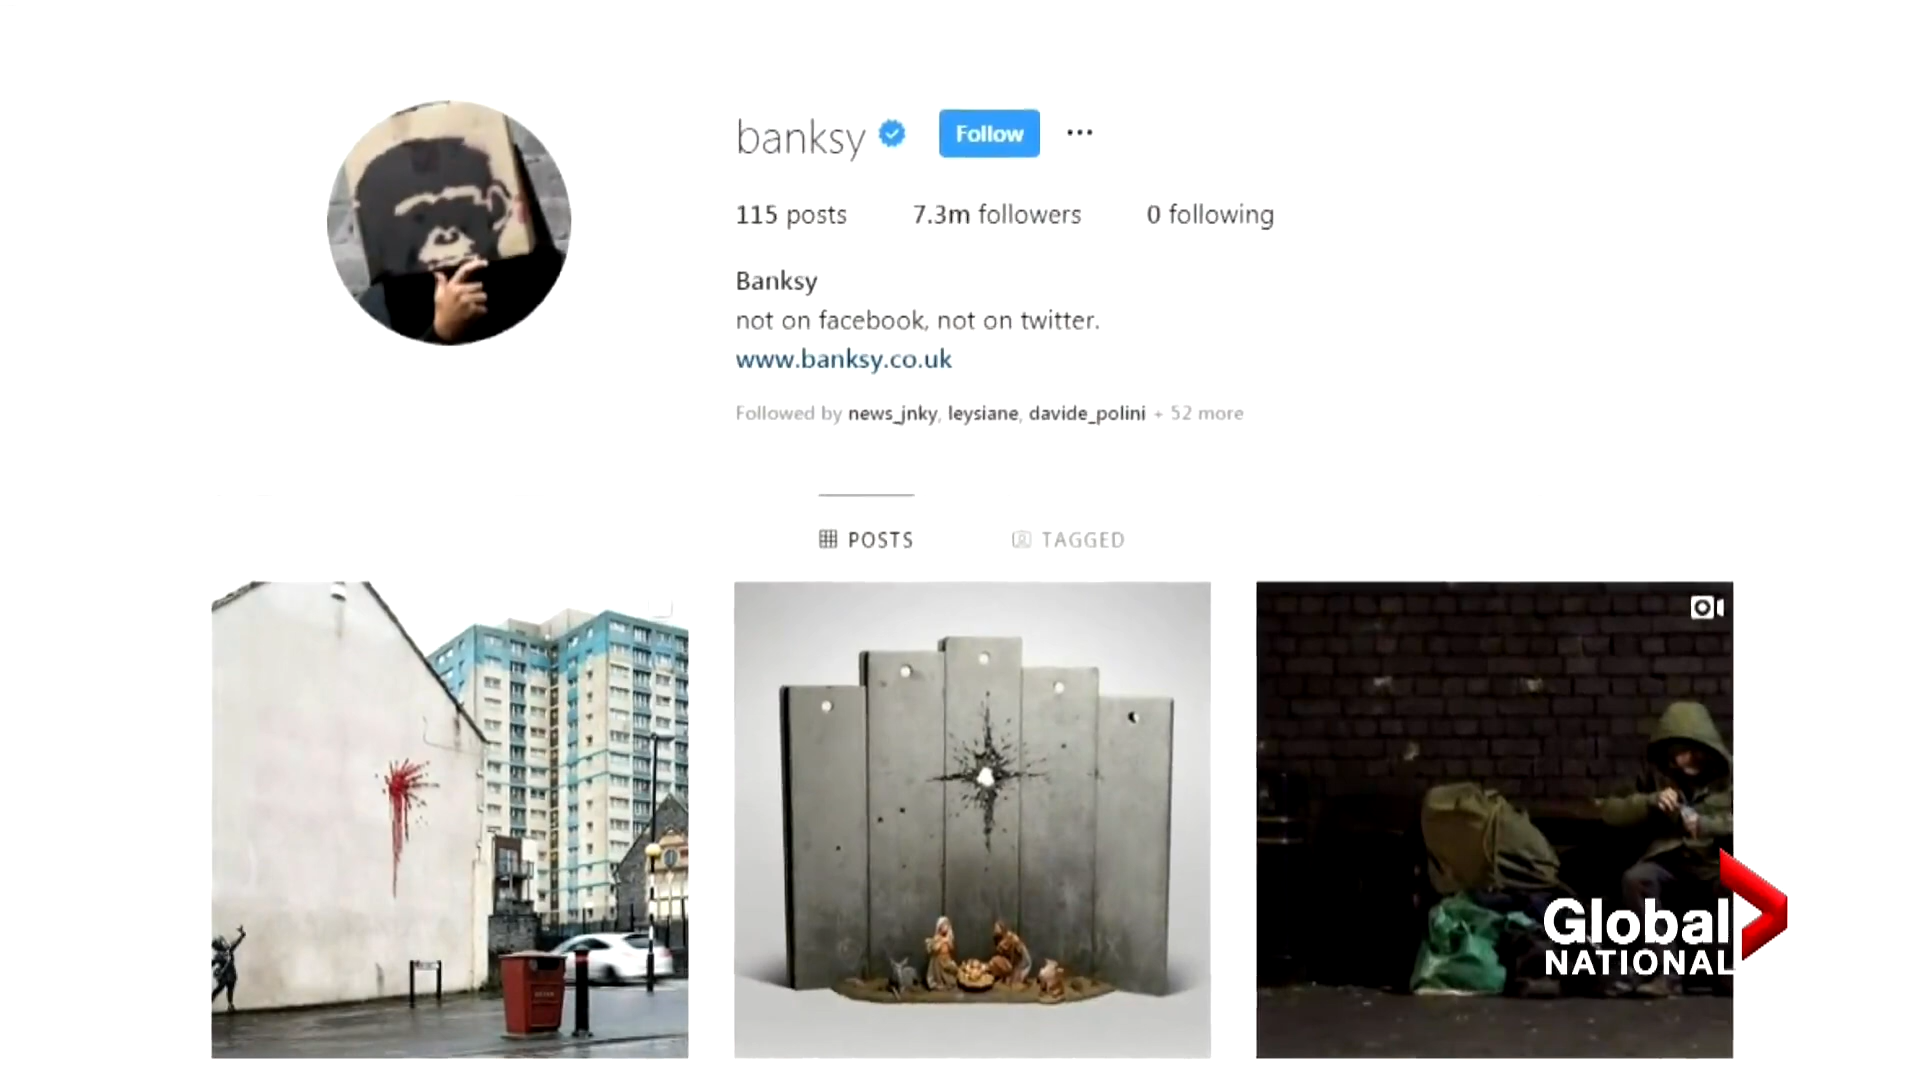 banksy Follow ...
115 posts 7.3m followers 0 following
Banksy
not on facebook, not on twitter.
www.banksy.co.uk
Followed by news_jnky, leysiane, davide_polini + 52 more
POSTS TAGGED
Global
NATIONAL